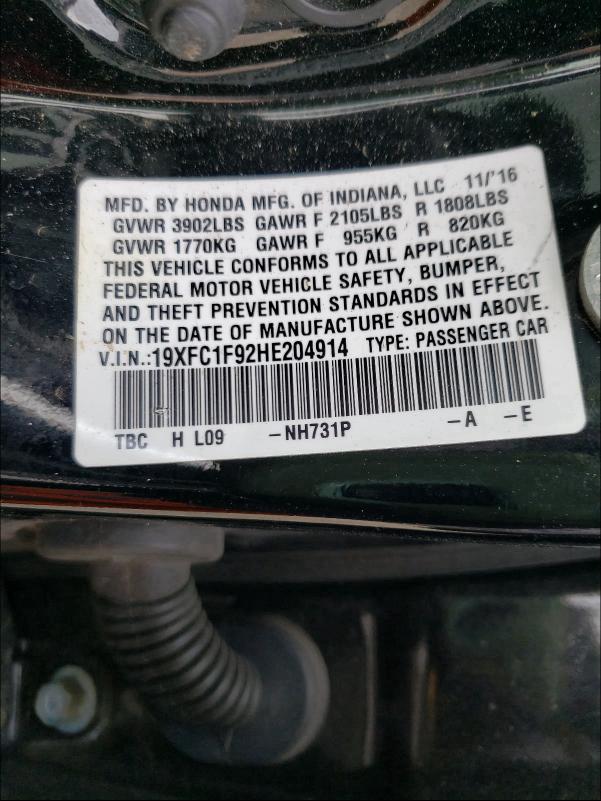 MFD. BY HONDA MFG. OF INDIANA, LLC 11/'16
GVWR 3902LBS GAWR F 2105LBS R 1808LBS
GVWR 1770KG GAWR F 955KG R 820KG
THIS VEHICLE CONFORMS TO ALL APPLICABLE
FEDERAL MOTOR VEHICLE SAFETY, BUMPER,
AND THEFT PREVENTION STANDARDS IN EFFECT
ON THE DATE OF MANUFACTURE SHOWN ABOVE.
V.I.N.:19XFC1F92HE204914 TYPE: PASSENGER CAR
TBC H L09 -NH731P -A -E